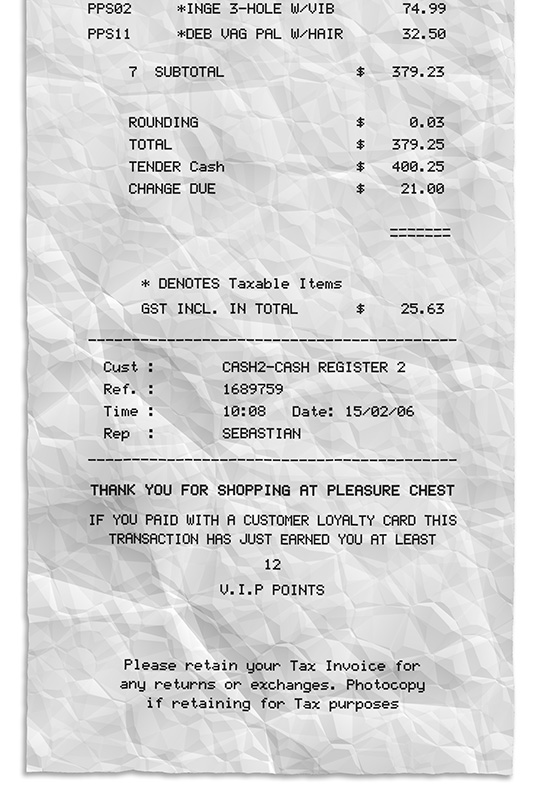 PPS02 *INGE 3-HOLE W/VIB 74.99
PPS11 *DEB VAG PAL W/HAIR 32.50
7 SUBTOTAL $ 379.23
ROUNDING $ 0.03
TOTAL $ 379.25
TENDER Cash $ 400.25
CHANGE DUE $ 21.00
=======
* DENOTES Taxable Items
GST INCL. IN TOTAL $ 25.63
Cust : CASH2-CASH REGISTER 2
Ref. : 1689759
Time : 10:08 Date: 15/02/06
Rep : SEBASTIAN
THANK YOU FOR SHOPPING AT PLEASURE CHEST
IF YOU PAID WITH A CUSTOMER LOYALTY CARD THIS
TRANSACTION HAS JUST EARNED YOU AT LEAST
12
V.I.P POINTS
Please retain your Tax Invoice for
any returns or exchanges. Photocopy
if retaining for Tax purposes